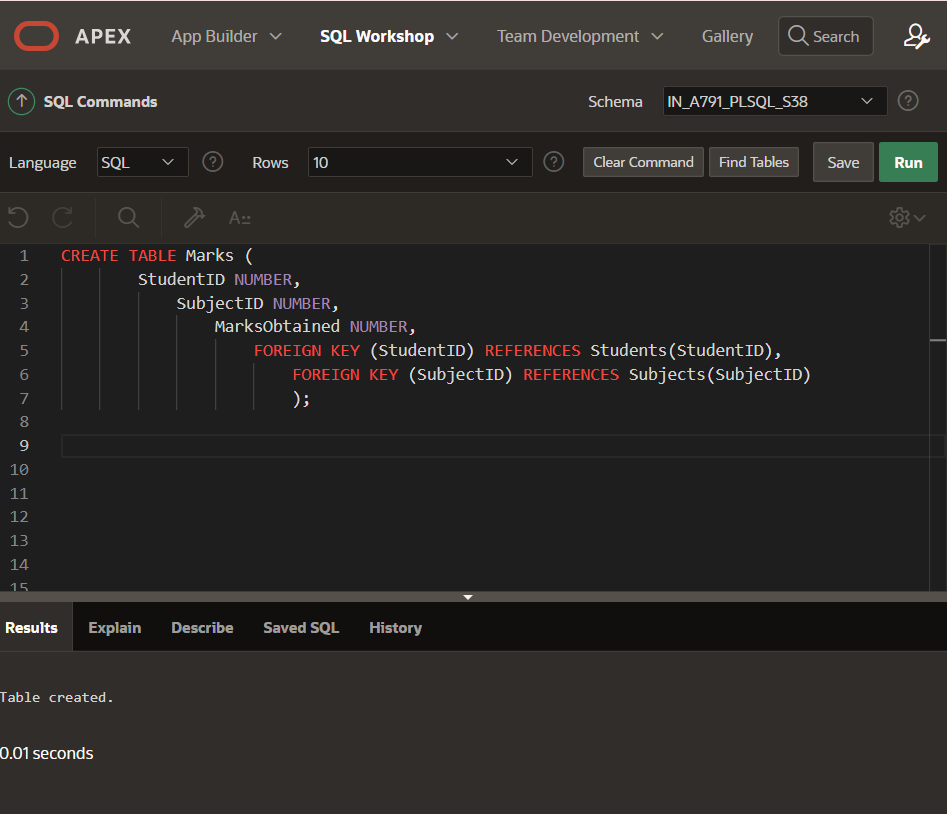 APEX App Builder SQL Workshop Team Development Gallery Search
SQL Commands Schema IN_A791_PLSQL_S38 ?
Language SQL ? Rows 10 ? Clear Command Find Tables Save Run
A::
1 CREATE TABLE Marks (
2 StudentID NUMBER,
3 SubjectID NUMBER,
4 MarksObtained NUMBER,
5 FOREIGN KEY (StudentID) REFERENCES Students(StudentID),
6 FOREIGN KEY (SubjectID) REFERENCES Subjects(SubjectID)
7 );
8
9
10
11
12
13
14
15
Results Explain Describe Saved SQL History
Table created.
0.01 seconds